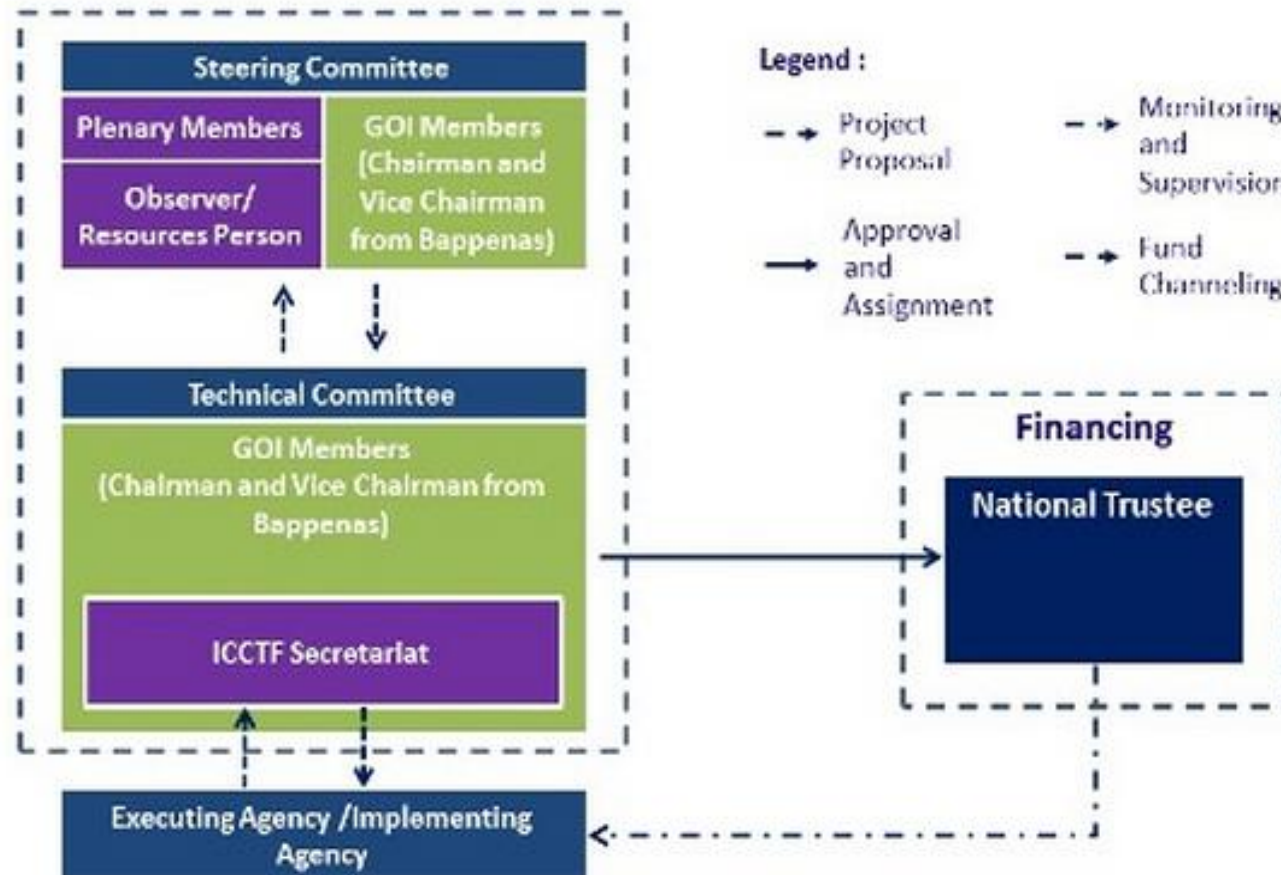 Steering Committee
Plenary Members
Observer/
Resources Person
GOI Members
(Chairman and
Vice Chairman
from Bappenas)
Technical Committee
GOI Members
(Chairman and Vice Chairman from
Bappenas)
ICCTF Secretariat
Executing Agency /Implementing
Agency
Legend :
Project
Proposal
Approval
and
Assignment
Monitoring
and
Supervision
Fund
Channeling
Financing
National Trustee